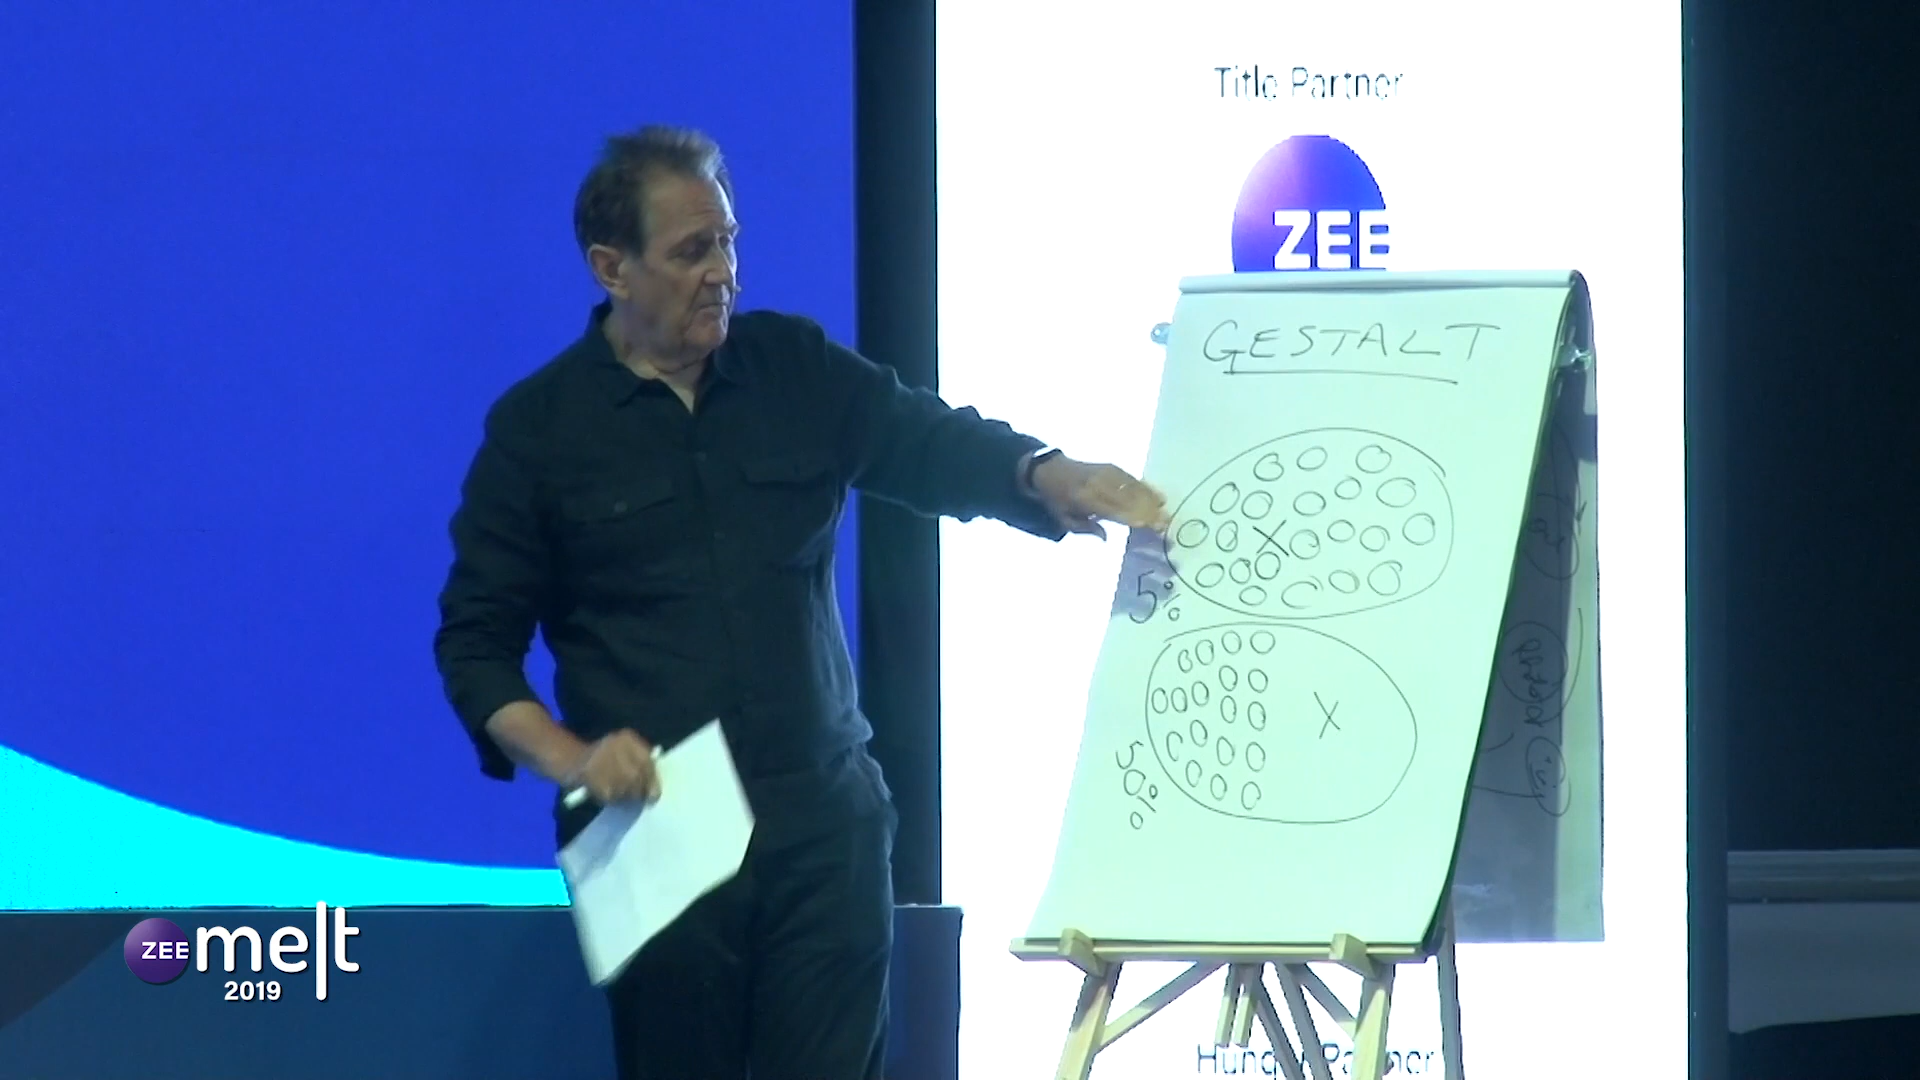 Title Partner
ZEE
GESTALT
X
5%
X
50%
ZEE melt
2019